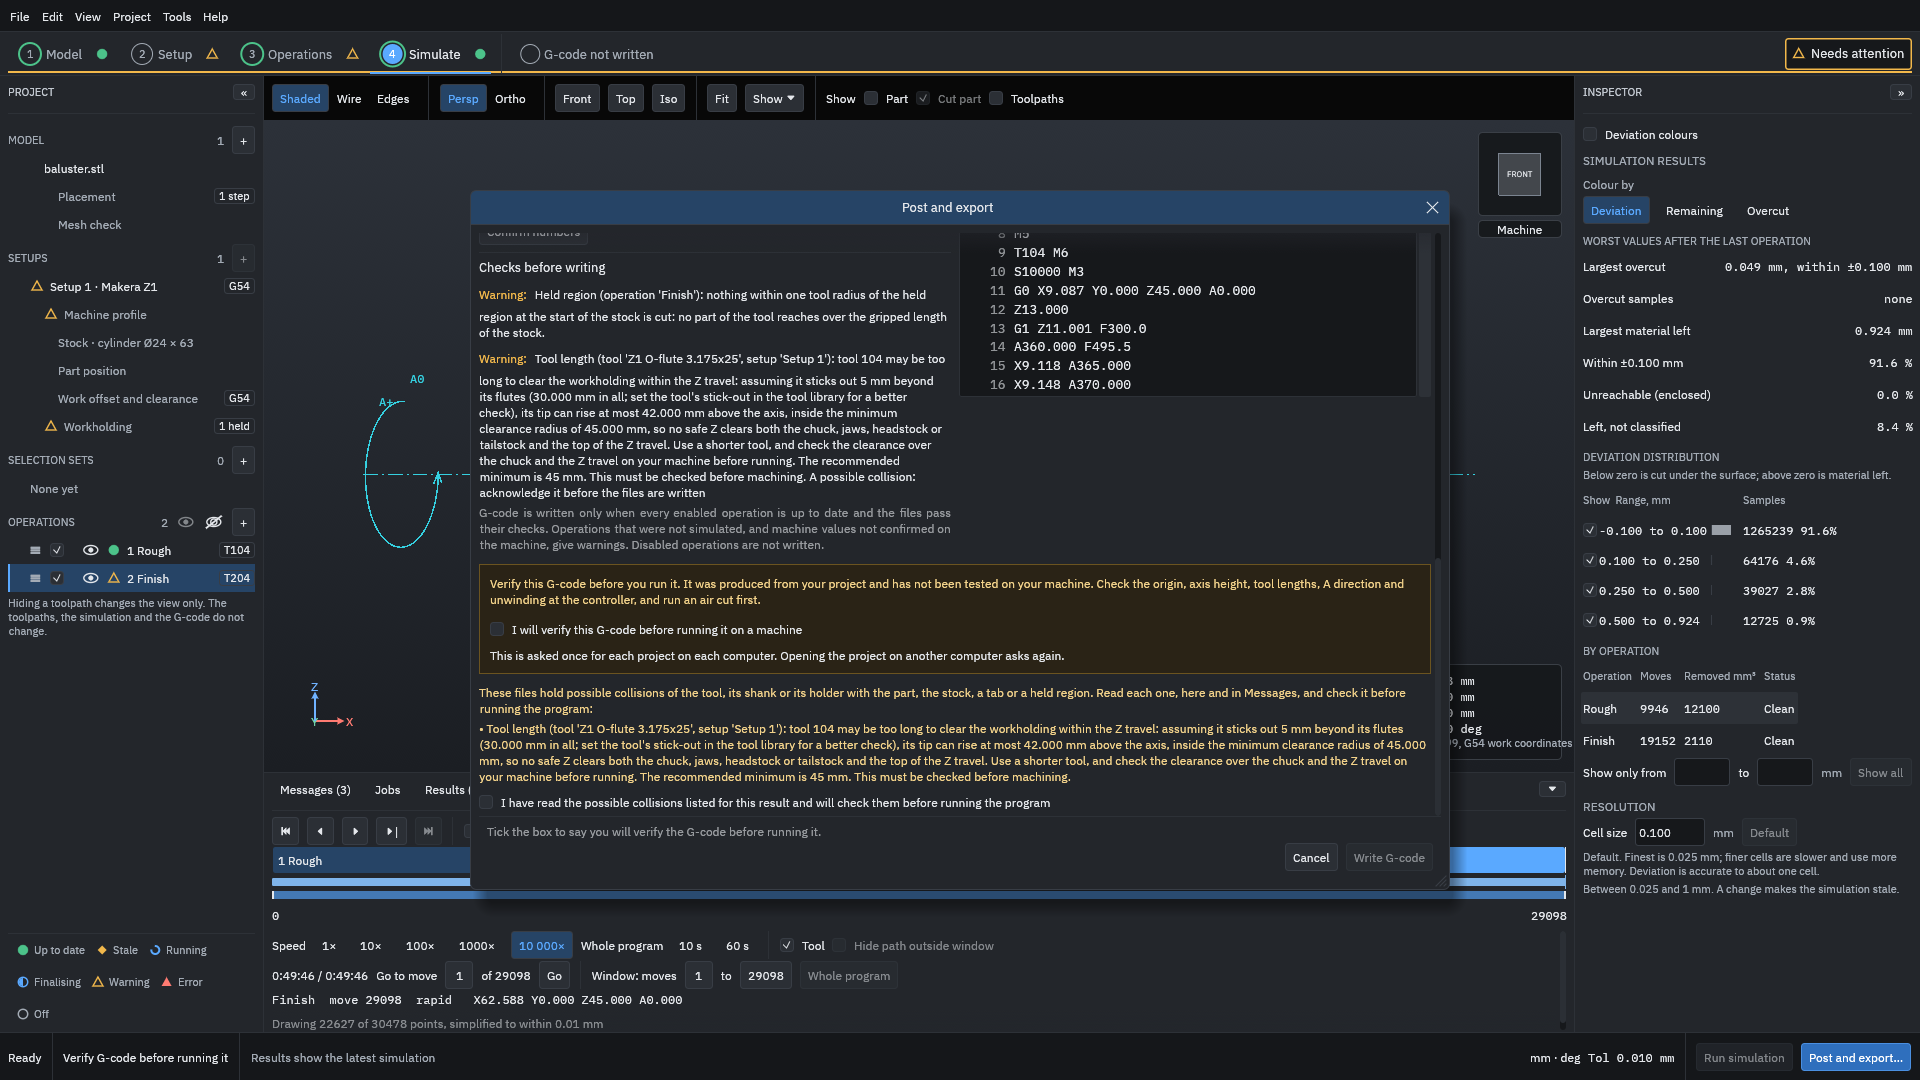 File Edit View Project Tools Help
1 Model 2 Setup 3 Operations 4 Simulate G-code not written Needs attention
PROJECT «
MODEL 1 +
baluster.stl
Placement 1 step
Mesh check
SETUPS 1 +
Setup 1 · Makera Z1 G54
Machine profile
Stock · cylinder Ø24 × 63
Part position
Work offset and clearance G54
Workholding 1 held
SELECTION SETS 0 +
None yet
OPERATIONS 2 +
1 Rough T104
2 Finish T204
Hiding a toolpath changes the view only. The
toolpaths, the simulation and the G-code do not
change.
Up to date Stale Running
Finalising Warning Error
Off
Shaded Wire Edges Persp Ortho Front Top Iso Fit Show Show Part Cut part Toolpaths
FRONT
Machine
A0
A+
A
Z
Y X
Post and export
Confirm numbers
Checks before writing
Warning: Held region (operation 'Finish'): nothing within one tool radius of the held
region at the start of the stock is cut: no part of the tool reaches over the gripped length
of the stock.
Warning: Tool length (tool 'Z1 O-flute 3.175x25', setup 'Setup 1'): tool 104 may be too
long to clear the workholding within the Z travel: assuming it sticks out 5 mm beyond
its flutes (30.000 mm in all; set the tool's stick-out in the tool library for a better
check), its tip can rise at most 42.000 mm above the axis, inside the minimum
clearance radius of 45.000 mm, so no safe Z clears both the chuck, jaws, headstock or
tailstock and the top of the Z travel. Use a shorter tool, and check the clearance over
the chuck and the Z travel on your machine before running. The recommended
minimum is 45 mm. This must be checked before machining. A possible collision:
acknowledge it before the files are written
G-code is written only when every enabled operation is up to date and the files pass
their checks. Operations that were not simulated, and machine values not confirmed on
the machine, give warnings. Disabled operations are not written.
8 M5
9 T104 M6
10 S10000 M3
11 G0 X9.087 Y0.000 Z45.000 A0.000
12 Z13.000
13 G1 Z11.001 F300.0
14 A360.000 F495.5
15 X9.118 A365.000
16 X9.148 A370.000
Verify this G-code before you run it. It was produced from your project and has not been tested on your machine. Check the origin, axis height, tool lengths, A direction and
unwinding at the controller, and run an air cut first.
I will verify this G-code before running it on a machine
This is asked once for each project on each computer. Opening the project on another computer asks again.
These files hold possible collisions of the tool, its shank or its holder with the part, the stock, a tab or a held region. Read each one, here and in Messages, and check it before
running the program:
• Tool length (tool 'Z1 O-flute 3.175x25', setup 'Setup 1'): tool 104 may be too long to clear the workholding within the Z travel: assuming it sticks out 5 mm beyond its flutes
(30.000 mm in all; set the tool's stick-out in the tool library for a better check), its tip can rise at most 42.000 mm above the axis, inside the minimum clearance radius of 45.000
mm, so no safe Z clears both the chuck, jaws, headstock or tailstock and the top of the Z travel. Use a shorter tool, and check the clearance over the chuck and the Z travel on
your machine before running. The recommended minimum is 45 mm. This must be checked before machining.
I have read the possible collisions listed for this result and will check them before running the program
Tick the box to say you will verify the G-code before running it.
Cancel Write G-code
mm
mm
mm
deg
G54 work coordinates
Messages (3) Jobs Results (
1 Rough
0 29098
Speed 1× 10× 100× 1000× 10 000× Whole program 10 s 60 s Tool Hide path outside window
0:49:46 / 0:49:46 Go to move 1 of 29098 Go Window: moves 1 to 29098 Whole program
Finish move 29098 rapid X62.588 Y0.000 Z45.000 A0.000
Drawing 22627 of 30478 points, simplified to within 0.01 mm
INSPECTOR »
Deviation colours
SIMULATION RESULTS
Colour by
Deviation Remaining Overcut
WORST VALUES AFTER THE LAST OPERATION
Largest overcut 0.049 mm, within ±0.100 mm
Overcut samples none
Largest material left 0.924 mm
Within ±0.100 mm 91.6 %
Unreachable (enclosed) 0.0 %
Left, not classified 8.4 %
DEVIATION DISTRIBUTION
Below zero is cut under the surface; above zero is material left.
Show Range, mm Samples
-0.100 to 0.100 1265239 91.6%
0.100 to 0.250 64176 4.6%
0.250 to 0.500 39027 2.8%
0.500 to 0.924 12725 0.9%
BY OPERATION
Operation Moves Removed mm³ Status
Rough 9946 12100 Clean
Finish 19152 2110 Clean
Show only from to mm Show all
RESOLUTION
Cell size 0.100 mm Default
Default. Finest is 0.025 mm; finer cells are slower and use more
memory. Deviation is accurate to about one cell.
Between 0.025 and 1 mm. A change makes the simulation stale.
Ready Verify G-code before running it Results show the latest simulation mm · deg Tol 0.010 mm Run simulation Post and export...